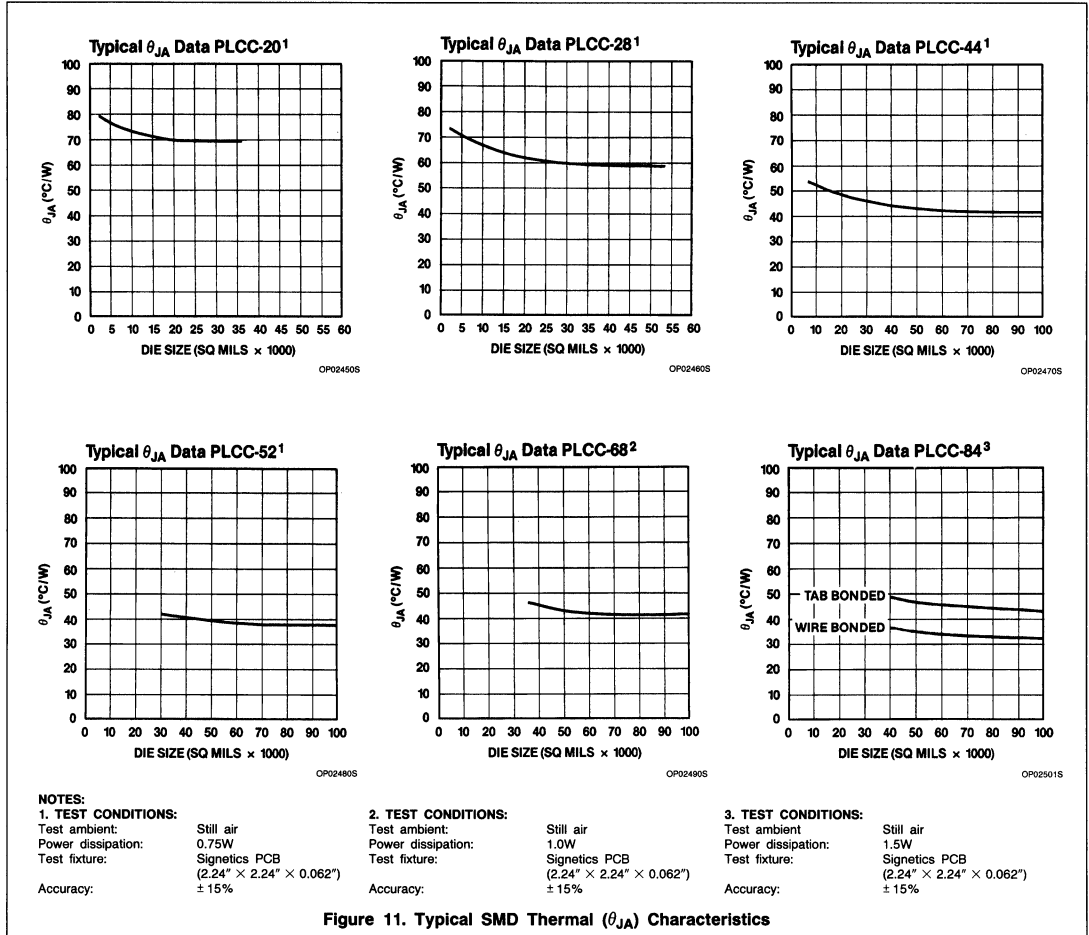 Typical θJA Data PLCC-20¹
100
90
80
70
60
50
40
30
20
10
0
θJA (°C/W)
0 5 10 15 20 25 30 35 40 50 55 60
DIE SIZE (SQ MILS × 1000)
OP02450S
Typical θJA Data PLCC-28¹
100
90
80
70
60
50
40
30
20
10
0
θJA (°C/W)
0 5 10 15 20 25 30 35 40 50 55 60
DIE SIZE (SQ MILS × 1000)
OP02460S
Typical θJA Data PLCC-44¹
100
90
80
70
60
50
40
30
20
10
0
θJA (°C/W)
0 10 20 30 40 50 60 70 80 90 100
DIE SIZE (SQ MILS × 1000)
OP02470S
Typical θJA Data PLCC-52¹
100
90
80
70
60
50
40
30
20
10
0
θJA (°C/W)
0 10 20 30 40 50 60 70 80 90 100
DIE SIZE (SQ MILS × 1000)
OP02480S
Typical θJA Data PLCC-68²
100
90
80
70
60
50
40
30
20
10
0
θJA (°C/W)
0 10 20 30 40 50 60 70 80 90 100
DIE SIZE (SQ MILS × 1000)
OP02490S
Typical θJA Data PLCC-84³
100
90
80
70
60
50
40
30
20
10
0
θJA (°C/W)
TAB BONDED
WIRE BONDED
0 10 20 30 40 50 60 70 80 90 100
DIE SIZE (SQ MILS × 1000)
OP02501S
NOTES:
1. TEST CONDITIONS:
Test ambient: Still air
Power dissipation: 0.75W
Test fixture: Signetics PCB
(2.24″ × 2.24″ × 0.062″)
Accuracy: ± 15%
2. TEST CONDITIONS:
Test ambient: Still air
Power dissipation: 1.0W
Test fixture: Signetics PCB
(2.24″ × 2.24″ × 0.062″)
Accuracy: ± 15%
3. TEST CONDITIONS:
Test ambient Still air
Power dissipation: 1.5W
Test fixture: Signetics PCB
(2.24″ × 2.24″ × 0.062″)
Accuracy: ± 15%
Figure 11. Typical SMD Thermal (θJA) Characteristics